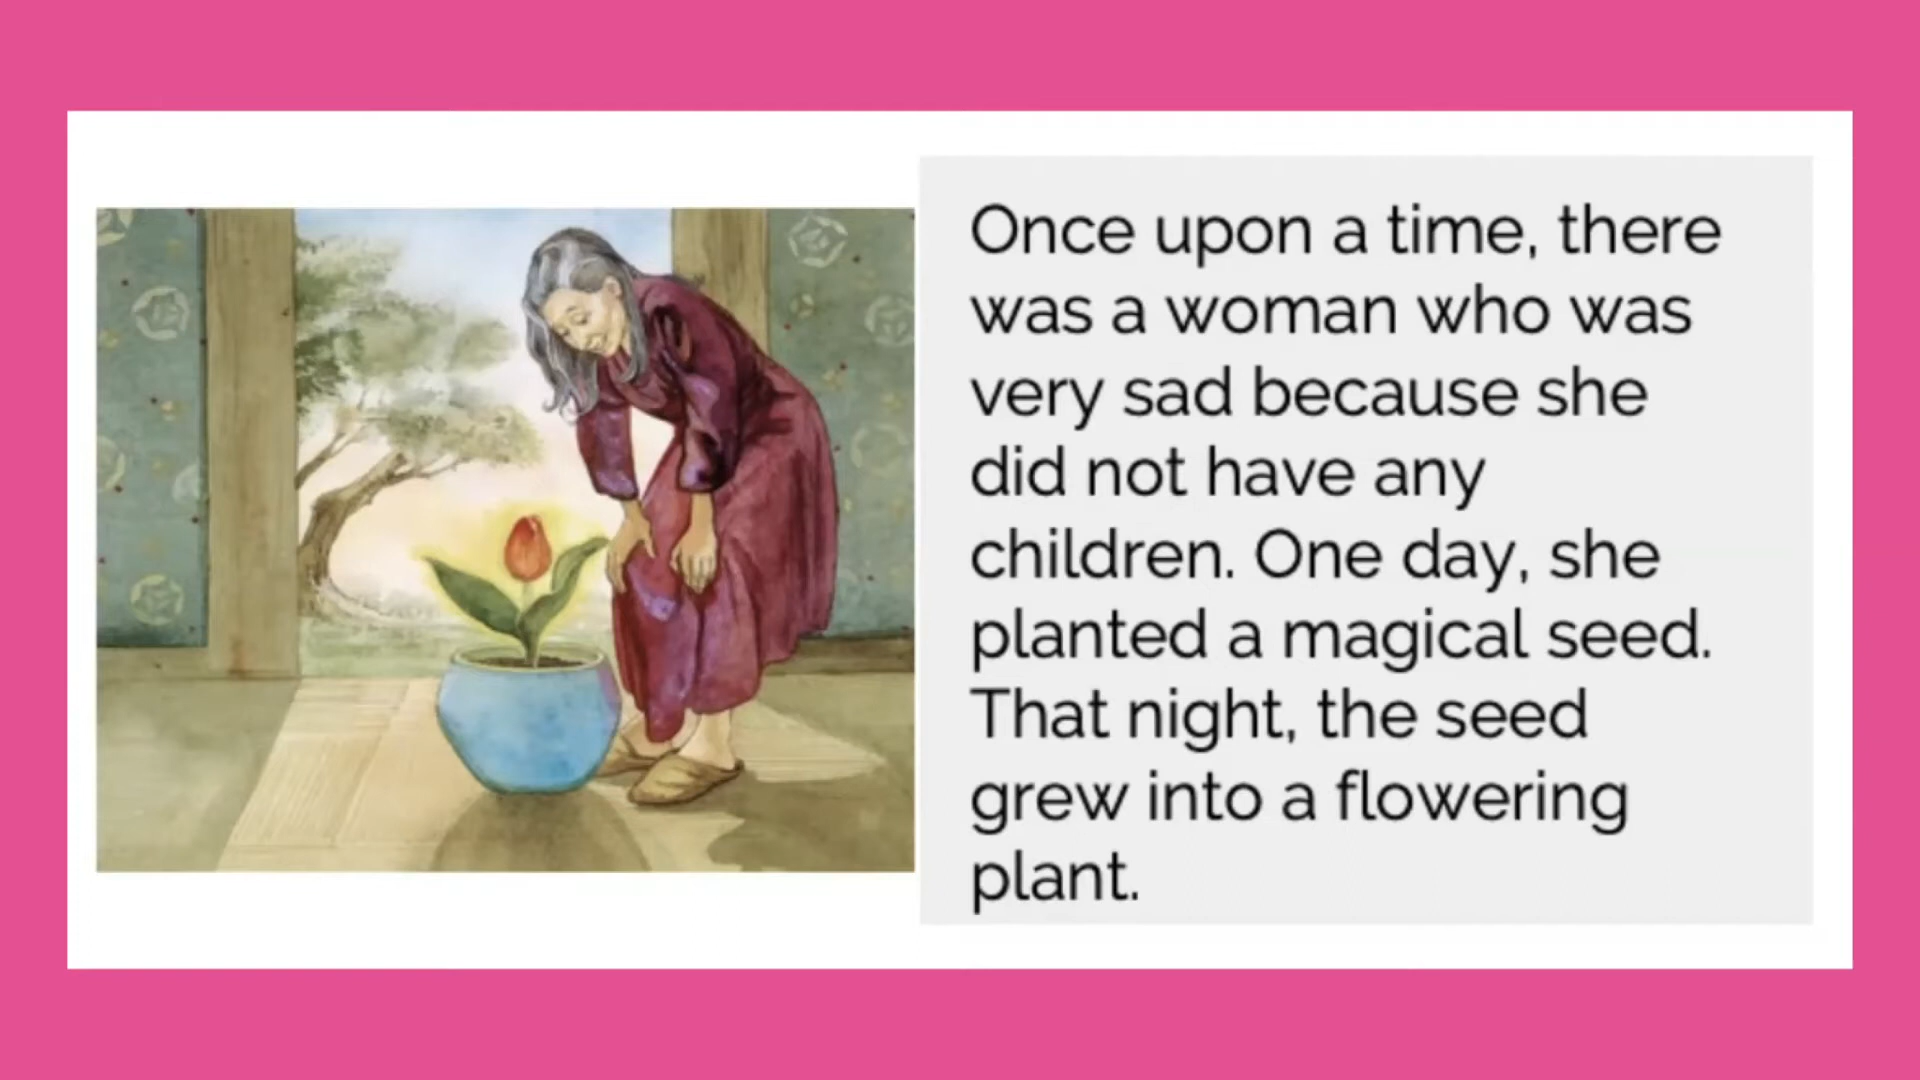 Once upon a time, there
was a woman who was
very sad because she
did not have any
children. One day, she
planted a magical seed.
That night, the seed
grew into a flowering
plant.